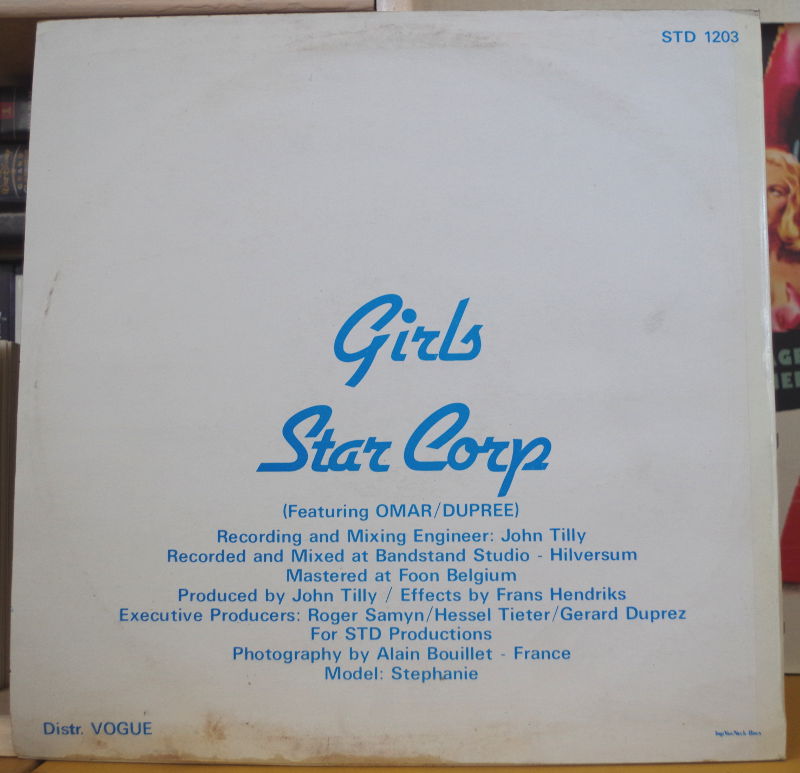 STD 1203
Girls
Star Corp
(Featuring OMAR/DUPREE)
Recording and Mixing Engineer: John Tilly
Recorded and Mixed at Bandstand Studio - Hilversum
Mastered at Foon Belgium
Produced by John Tilly / Effects by Frans Hendriks
Executive Producers: Roger Samyn/Hessel Tieter/Gerard Duprez
For STD Productions
Photography by Alain Bouillet - France
Model: Stephanie
Distr. VOGUE